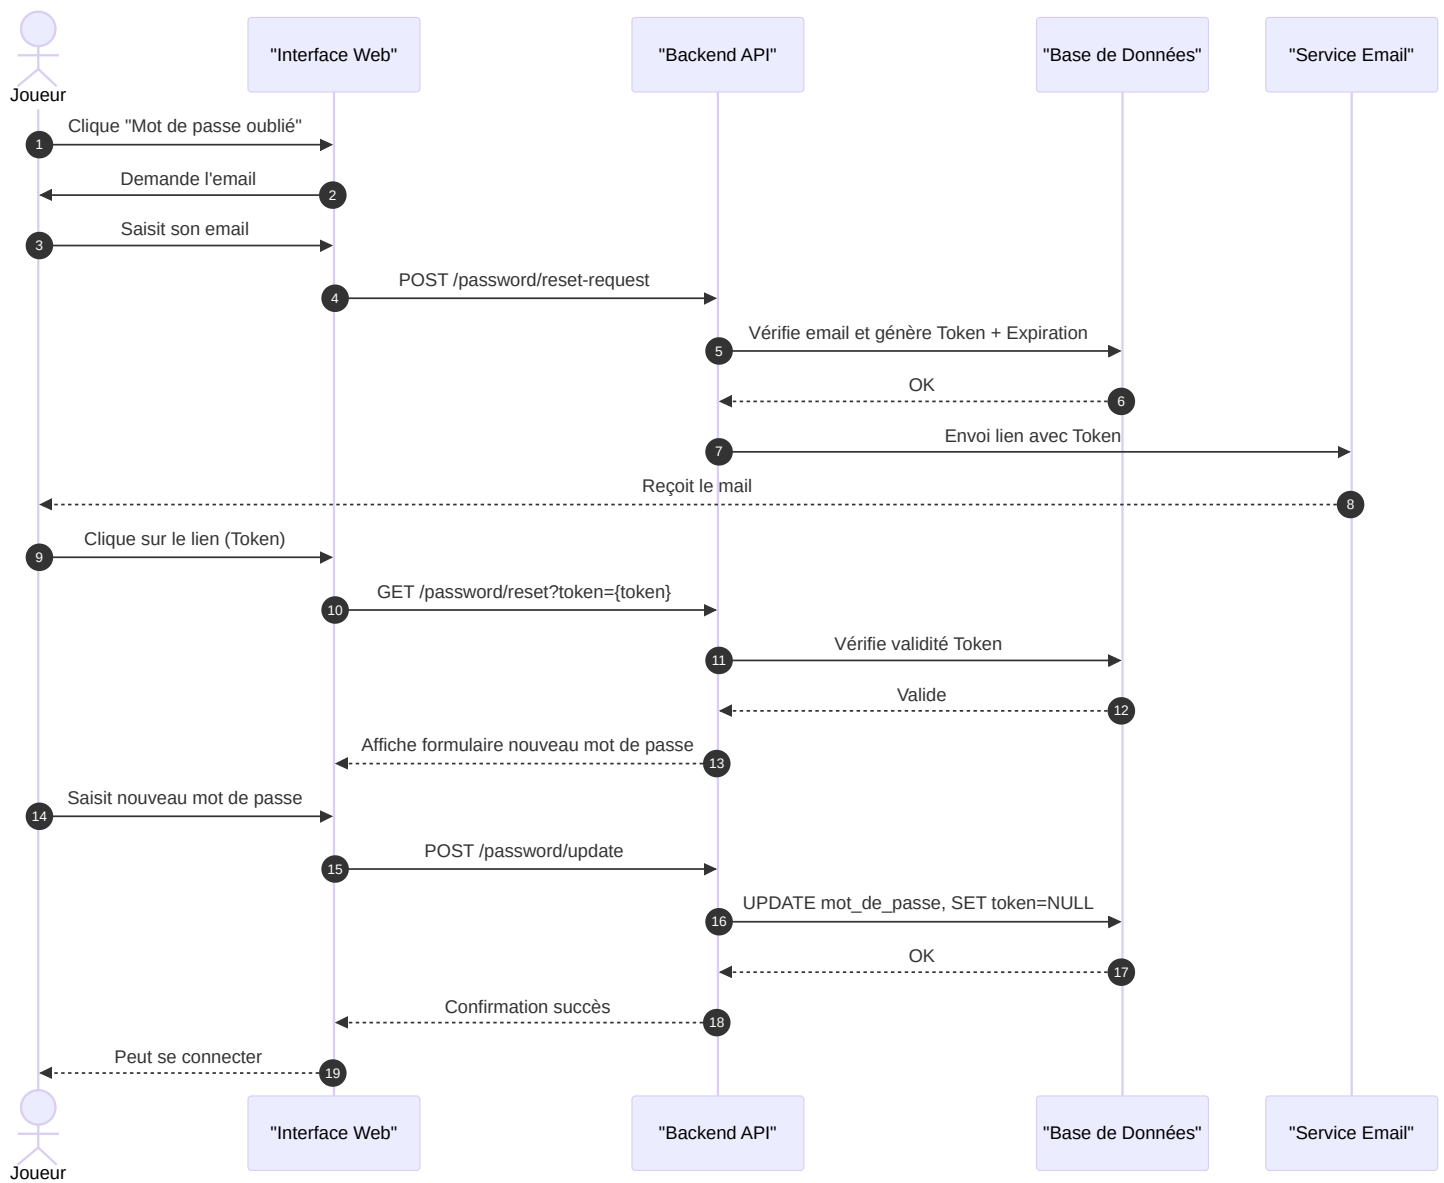 Joueur
"Interface Web"
"Backend API"
"Base de Données"
"Service Email"
Clique "Mot de passe oublié"
1
Demande l'email
2
Saisit son email
3
POST /password/reset-request
4
Vérifie email et génère Token + Expiration
5
OK
6
Envoi lien avec Token
7
Reçoit le mail
8
Clique sur le lien (Token)
9
GET /password/reset?token={token}
10
Vérifie validité Token
11
Valide
12
Affiche formulaire nouveau mot de passe
13
Saisit nouveau mot de passe
14
POST /password/update
15
UPDATE mot_de_passe, SET token=NULL
16
OK
17
Confirmation succès
18
Peut se connecter
19
Joueur
"Interface Web"
"Backend API"
"Base de Données"
"Service Email"